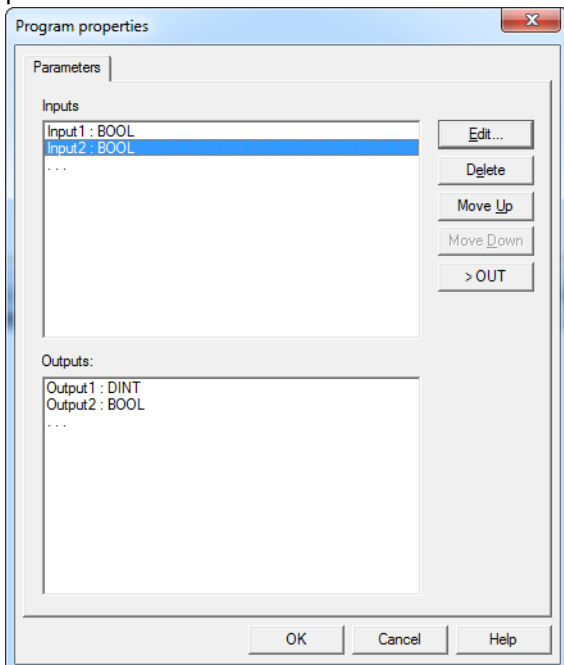 Program properties
Parameters
Inputs
Input1 : BOOL
Input2 : BOOL
. . .
Edit...
Delete
Move Up
Move Down
> OUT
Outputs:
Output1 : DINT
Output2 : BOOL
. . .
OK
Cancel
Help